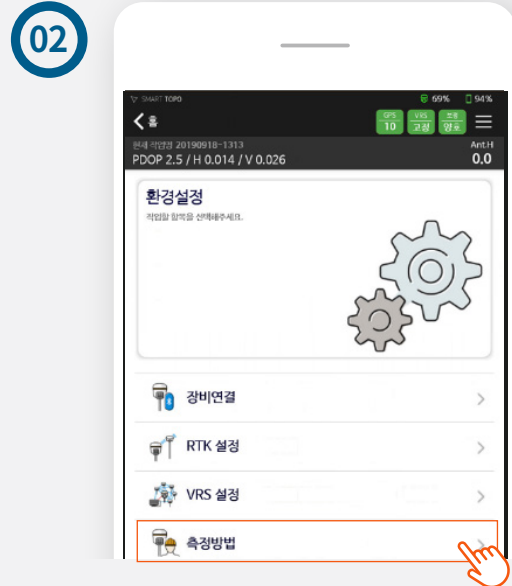 02
SMART TOPO
69%
94%
홈
GPS
10
VRS
고정
보정
양호
현재 작업명 20190918-1313
Ant.H
PDOP 2.5 / H 0.014 / V 0.026
0.0
환경설정
작업할 항목을 선택해주세요.
장비연결
RTK 설정
VRS 설정
측정방법